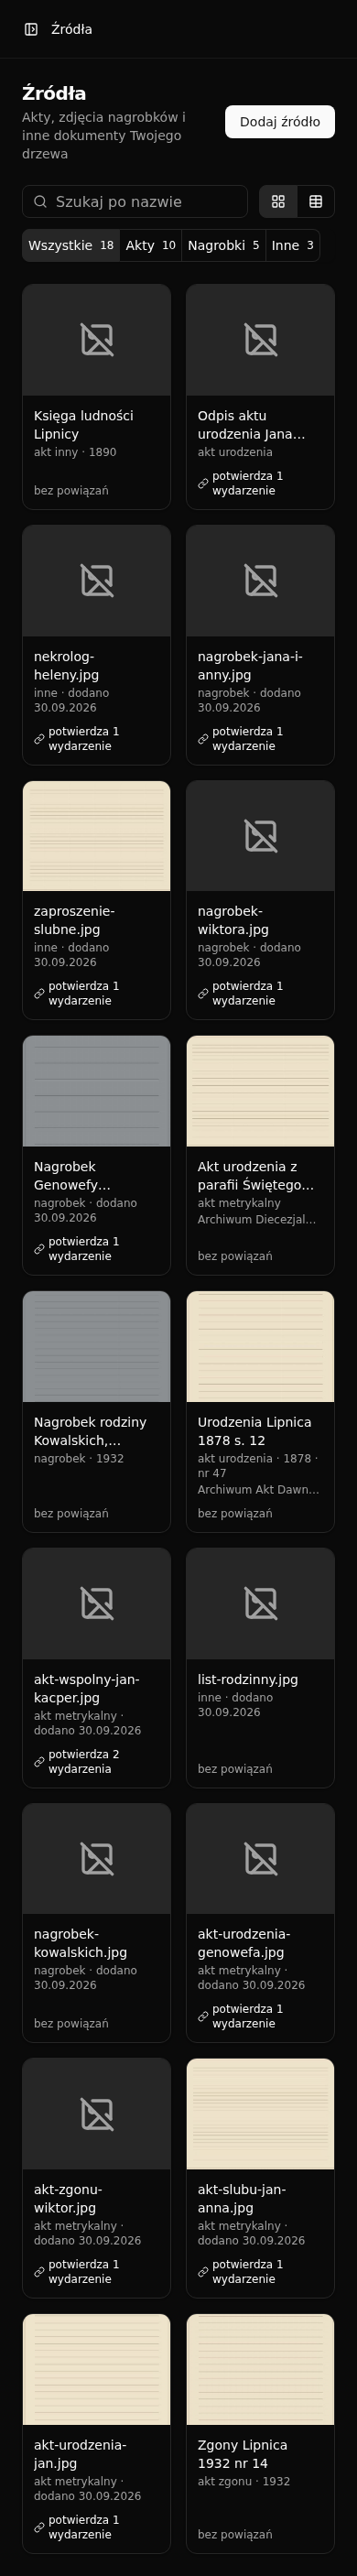 Źródła
Źródła
Akty, zdjęcia nagrobków i
inne dokumenty Twojego
drzewa
Dodaj źródło
Szukaj po nazwie
Wszystkie 18 Akty 10 Nagrobki 5 Inne 3
Księga ludności
Lipnicy
akt inny · 1890
bez powiązań
Odpis aktu
urodzenia Jana…
akt urodzenia
potwierdza 1
wydarzenie
nekrolog-
heleny.jpg
inne · dodano
30.09.2026
potwierdza 1
wydarzenie
nagrobek-jana-i-
anny.jpg
nagrobek · dodano
30.09.2026
potwierdza 1
wydarzenie
zaproszenie-
slubne.jpg
inne · dodano
30.09.2026
potwierdza 1
wydarzenie
nagrobek-
wiktora.jpg
nagrobek · dodano
30.09.2026
potwierdza 1
wydarzenie
Nagrobek
Genowefy…
nagrobek · dodano
30.09.2026
potwierdza 1
wydarzenie
Akt urodzenia z
parafii Świętego…
akt metrykalny
Archiwum Diecezjal…
bez powiązań
Nagrobek rodziny
Kowalskich,…
nagrobek · 1932
bez powiązań
Urodzenia Lipnica
1878 s. 12
akt urodzenia · 1878 ·
nr 47
Archiwum Akt Dawn…
bez powiązań
akt-wspolny-jan-
kacper.jpg
akt metrykalny ·
dodano 30.09.2026
potwierdza 2
wydarzenia
list-rodzinny.jpg
inne · dodano
30.09.2026
bez powiązań
nagrobek-
kowalskich.jpg
nagrobek · dodano
30.09.2026
bez powiązań
akt-urodzenia-
genowefa.jpg
akt metrykalny ·
dodano 30.09.2026
potwierdza 1
wydarzenie
akt-zgonu-
wiktor.jpg
akt metrykalny ·
dodano 30.09.2026
potwierdza 1
wydarzenie
akt-slubu-jan-
anna.jpg
akt metrykalny ·
dodano 30.09.2026
potwierdza 1
wydarzenie
akt-urodzenia-
jan.jpg
akt metrykalny ·
dodano 30.09.2026
potwierdza 1
wydarzenie
Zgony Lipnica
1932 nr 14
akt zgonu · 1932
bez powiązań